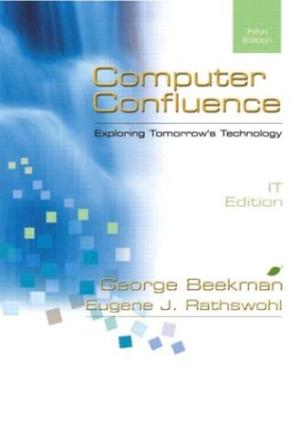 Fifth
Edition
Computer
Confluence
Exploring Tomorrow's Technology
IT
Edition
George Beekman
Eugene J. Rathswohl